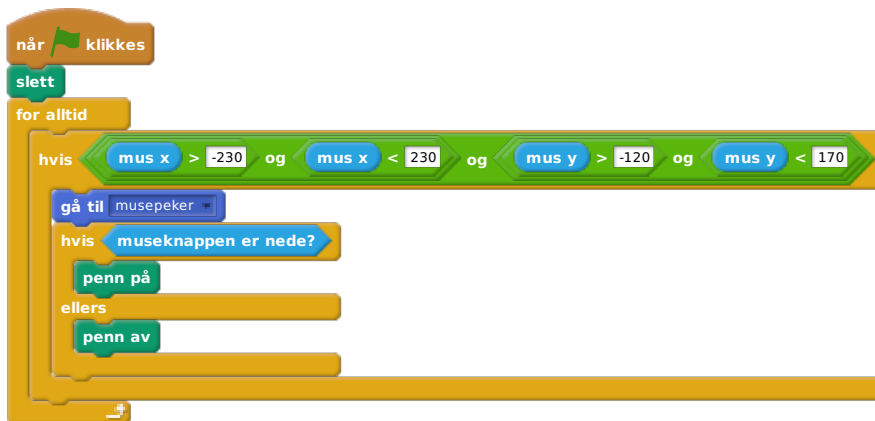 når klikkes
slett
for alltid
hvis mus x > -230 og mus x < 230 og mus y > -120 og mus y < 170
gå til musepeker
hvis museknappen er nede?
penn på
ellers
penn av